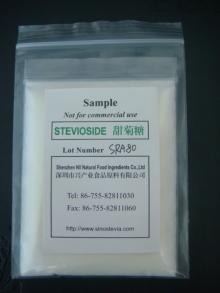 Sample
Not for commercial use
STEVIOSIDE 甜菊糖
Lot Number SRA80
Shenzhen NII Natural Food Ingredients Co.,Ltd
深圳市兴产业食品原料有限公司
Tel: 86-755-82811030
Fax: 86-755-82811060
http://www.sinostevia.com